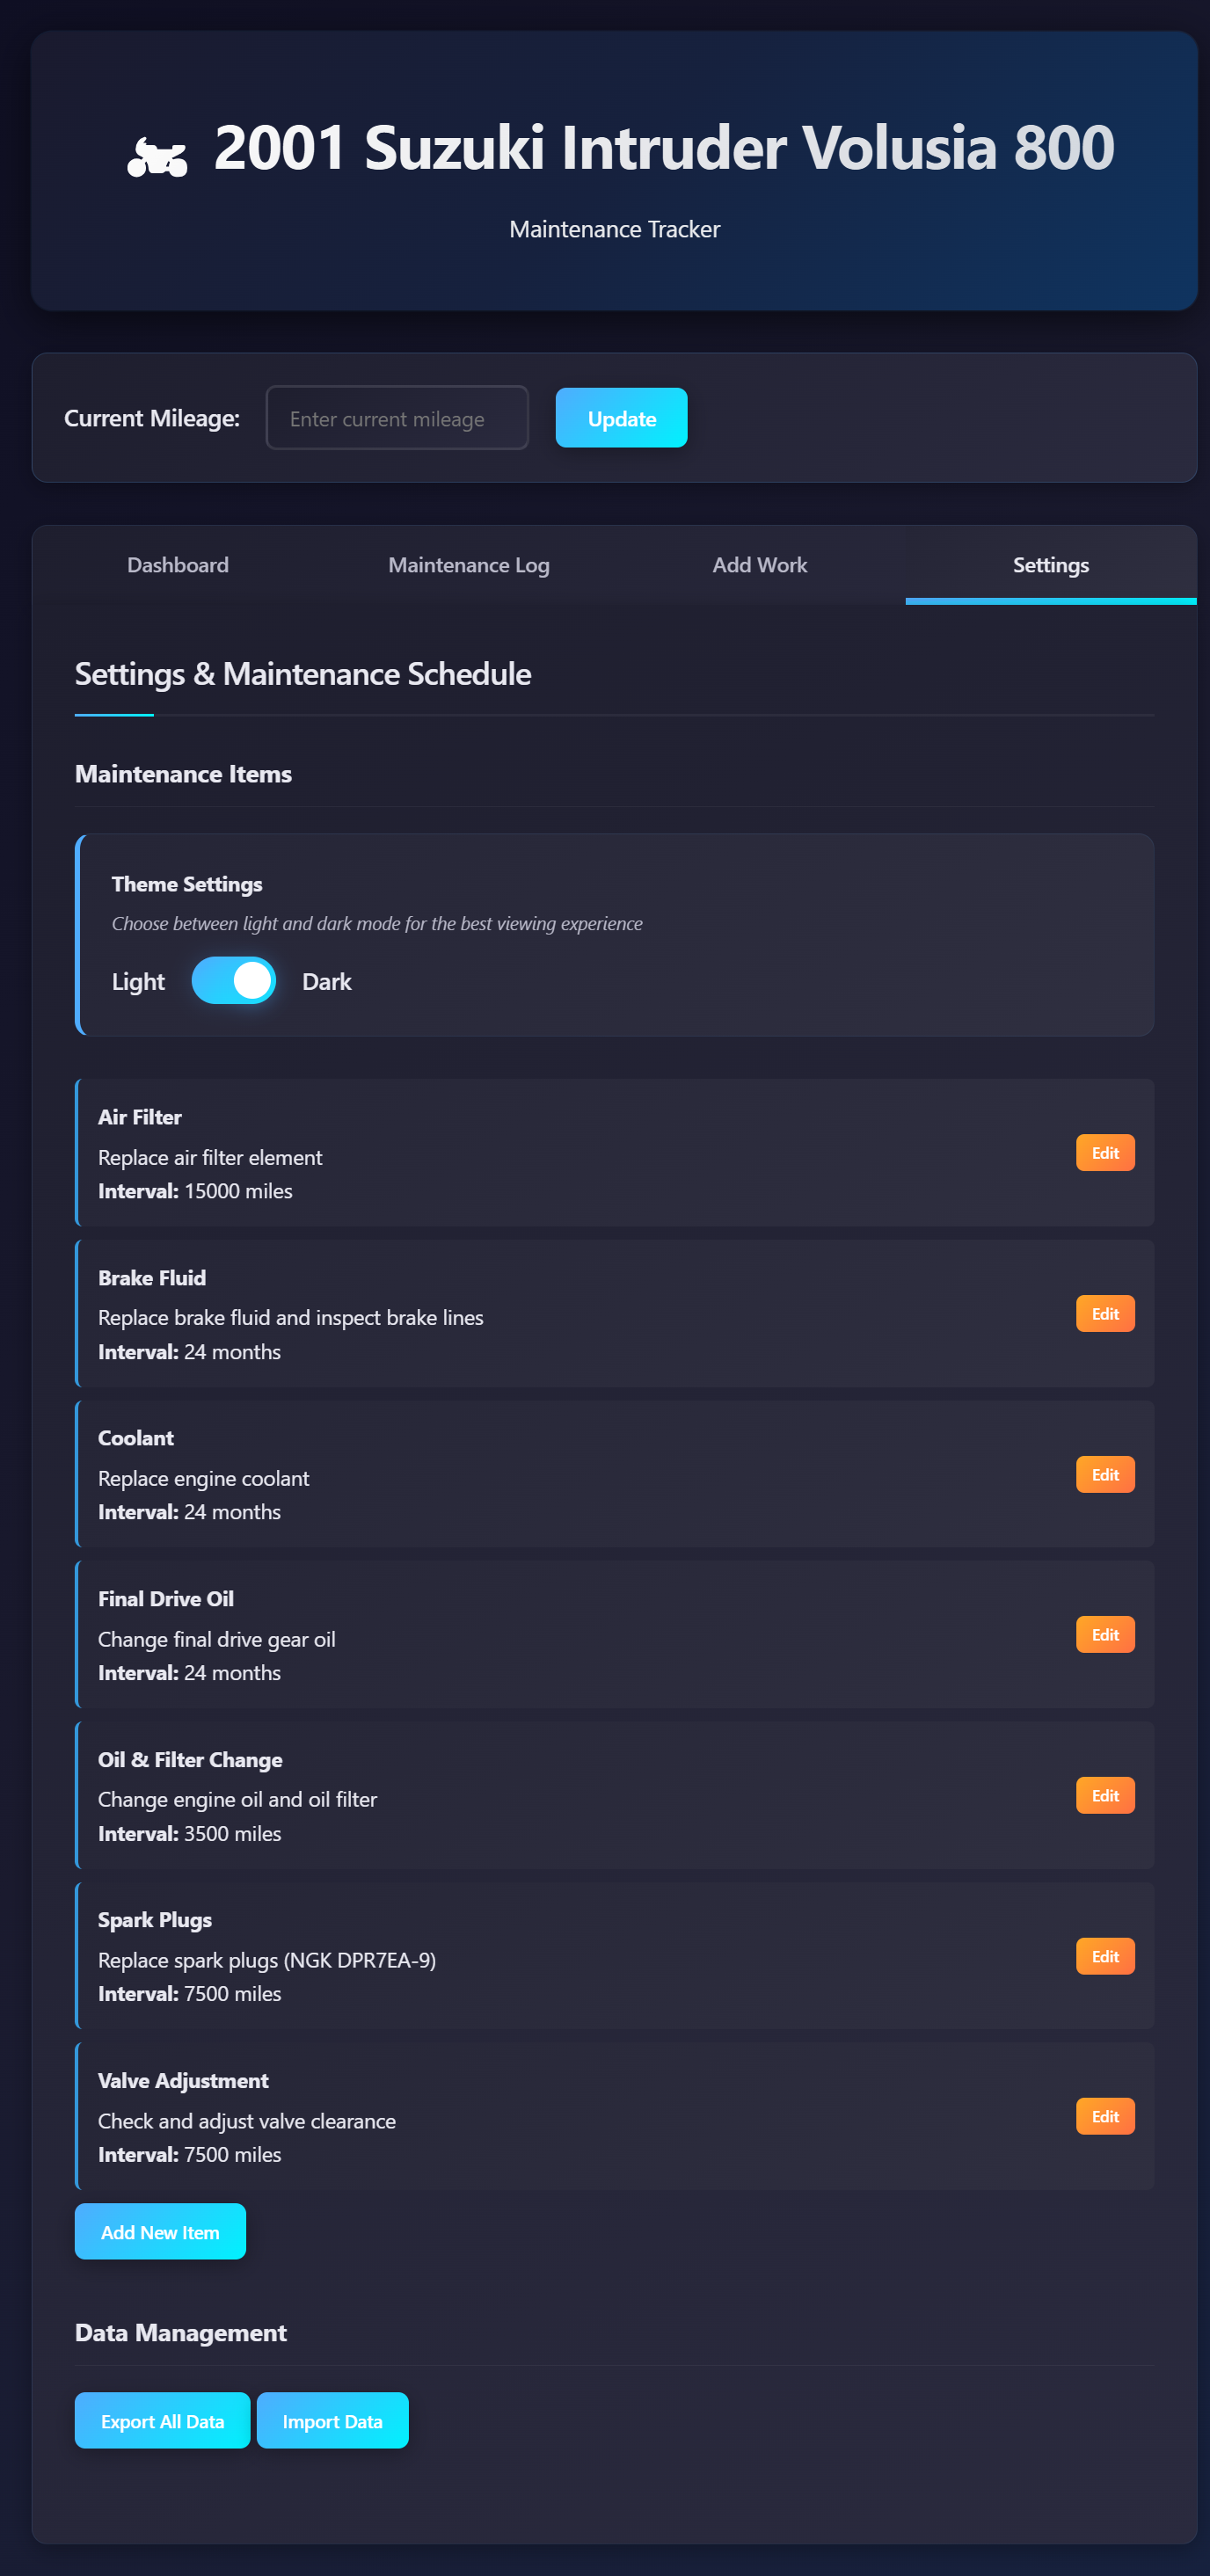 2001 Suzuki Intruder Volusia 800
Maintenance Tracker
Current Mileage: Enter current mileage Update
Dashboard Maintenance Log Add Work Settings
Settings & Maintenance Schedule
Maintenance Items
Theme Settings
Choose between light and dark mode for the best viewing experience
Light Dark
Air Filter
Replace air filter element
Edit
Interval: 15000 miles
Brake Fluid
Replace brake fluid and inspect brake lines
Edit
Interval: 24 months
Coolant
Replace engine coolant
Edit
Interval: 24 months
Final Drive Oil
Change final drive gear oil
Edit
Interval: 24 months
Oil & Filter Change
Change engine oil and oil filter
Edit
Interval: 3500 miles
Spark Plugs
Replace spark plugs (NGK DPR7EA-9)
Edit
Interval: 7500 miles
Valve Adjustment
Check and adjust valve clearance
Edit
Interval: 7500 miles
Add New Item
Data Management
Export All Data Import Data